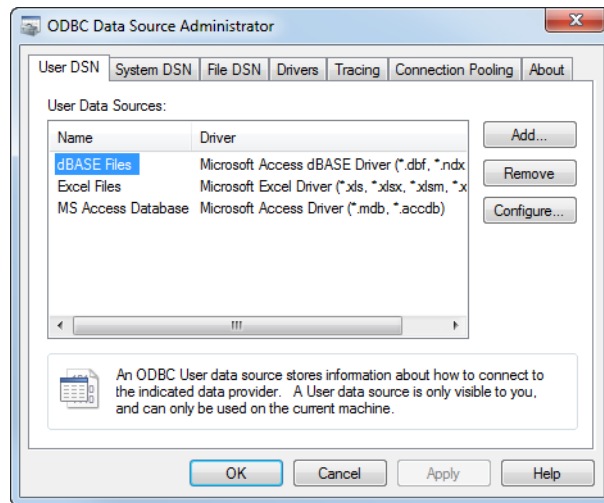 ODBC Data Source Administrator
User DSN System DSN File DSN Drivers Tracing Connection Pooling About
User Data Sources:
Name Driver
dBASE Files Microsoft Access dBASE Driver (*.dbf, *.ndx
Excel Files Microsoft Excel Driver (*.xls, *.xlsx, *.xlsm, *.x
MS Access Database Microsoft Access Driver (*.mdb, *.accdb)
Add...
Remove
Configure...
An ODBC User data source stores information about how to connect to
the indicated data provider. A User data source is only visible to you,
and can only be used on the current machine.
OK Cancel Apply Help